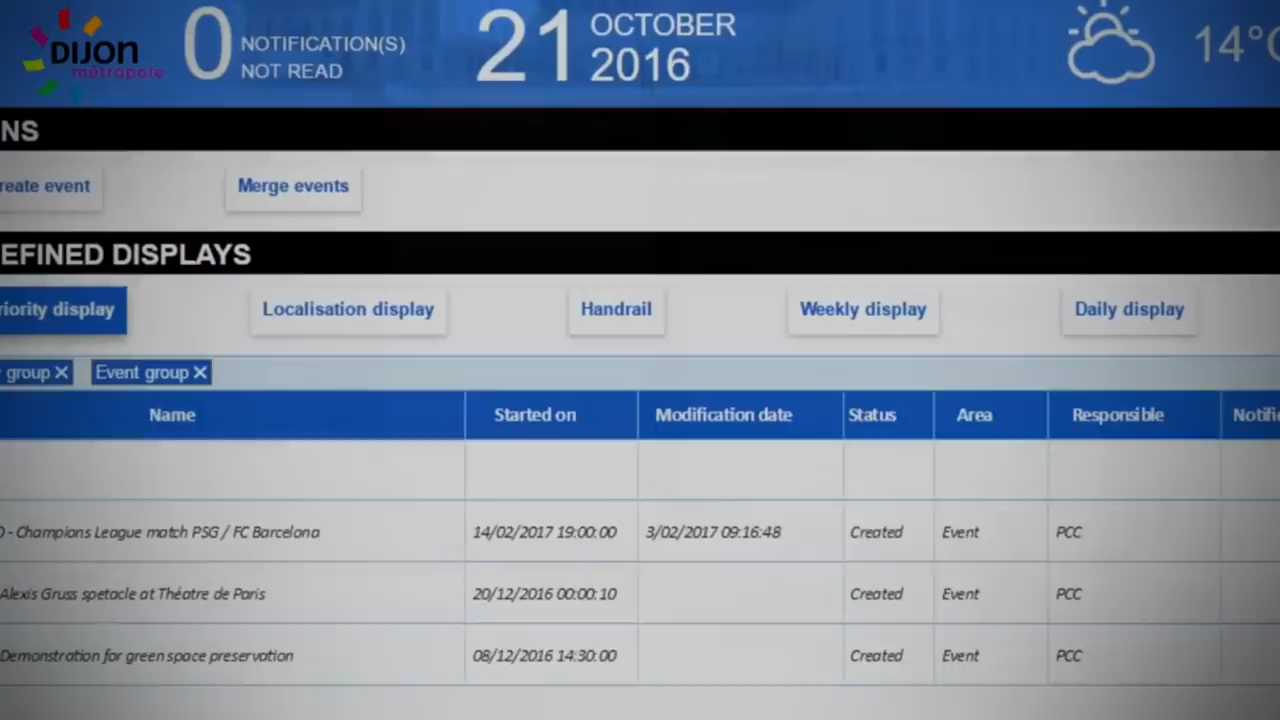 DIJON
métropole
0 NOTIFICATION(S)
NOT READ
21 OCTOBER
2016
14°C
NS
reate event
Merge events
EFINED DISPLAYS
riority display
Localisation display
Handrail
Weekly display
Daily display
group X
Event group X
Name
Started on
Modification date
Status
Area
Responsible
Notifi
- Champions League match PSG / FC Barcelona
14/02/2017 19:00:00
3/02/2017 09:16:48
Created
Event
PCC
Alexis Gruss spetacle at Théatre de Paris
20/12/2016 00:00:10
Created
Event
PCC
Demonstration for green space preservation
08/12/2016 14:30:00
Created
Event
PCC